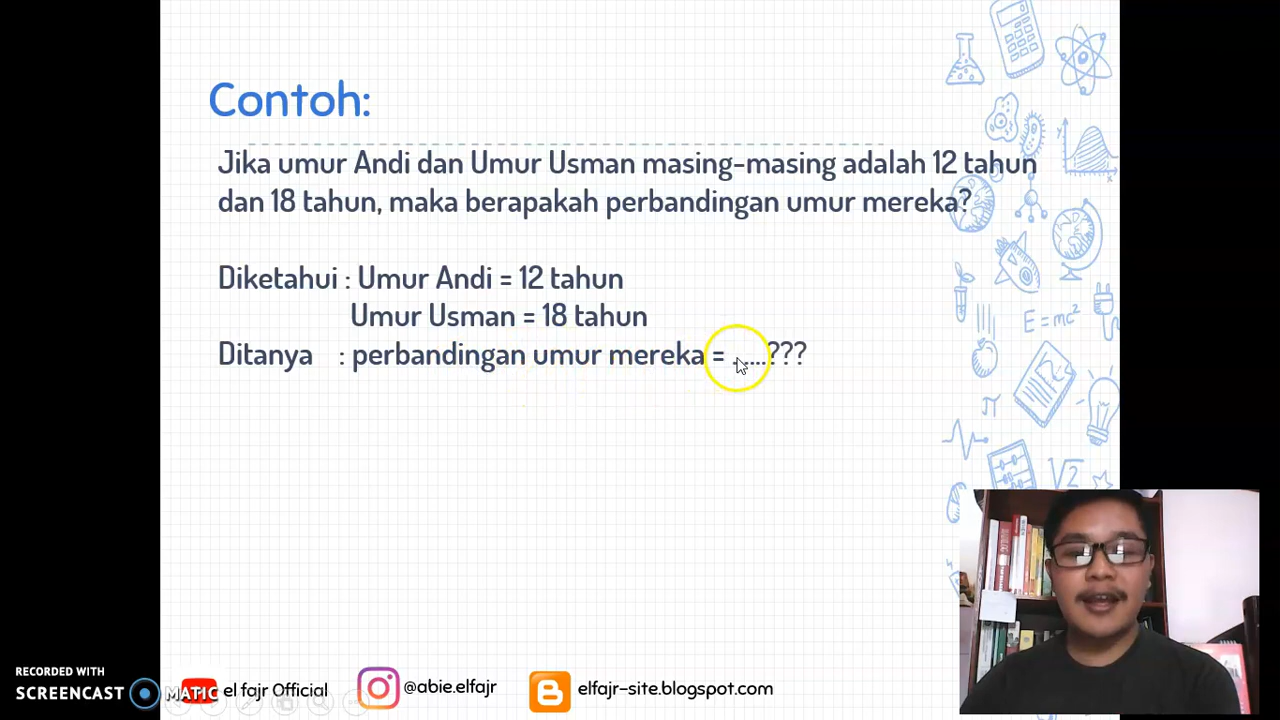 Contoh:
Jika umur Andi dan Umur Usman masing-masing adalah 12 tahun
dan 18 tahun, maka berapakah perbandingan umur mereka?
Diketahui : Umur Andi = 12 tahun
Umur Usman = 18 tahun
Ditanya : perbandingan umur mereka = .....???
E = mc²
π
√2
y
x
RECORDED WITH
SCREENCAST MATIC
el fajr Official
@abie.elfajr
elfajr-site.blogspot.com